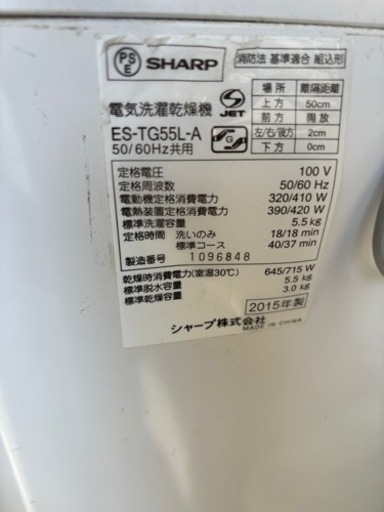 PS E SHARP
消防法 基準適合 組込形
電気洗濯乾燥機
S JET
ES-TG55L-A
50/60Hz共用
G
場所 離隔距離
上方 50cm
前方 開放
左/右/後方 2cm
下方 0cm
定格電圧 100 V
定格周波数 50/60 Hz
電動機定格消費電力 320/410 W
電熱装置定格消費電力 390/420 W
標準洗濯容量 5.5 kg
定格時間 洗いのみ 18/18 min
標準コース 40/37 min
製造番号 1096848
乾燥時消費電力(室温30℃) 645/715 W
標準脱水容量 5.5 kg
標準乾燥容量 3.0 kg
2015年製
シャープ株式会社
MADE IN CHINA